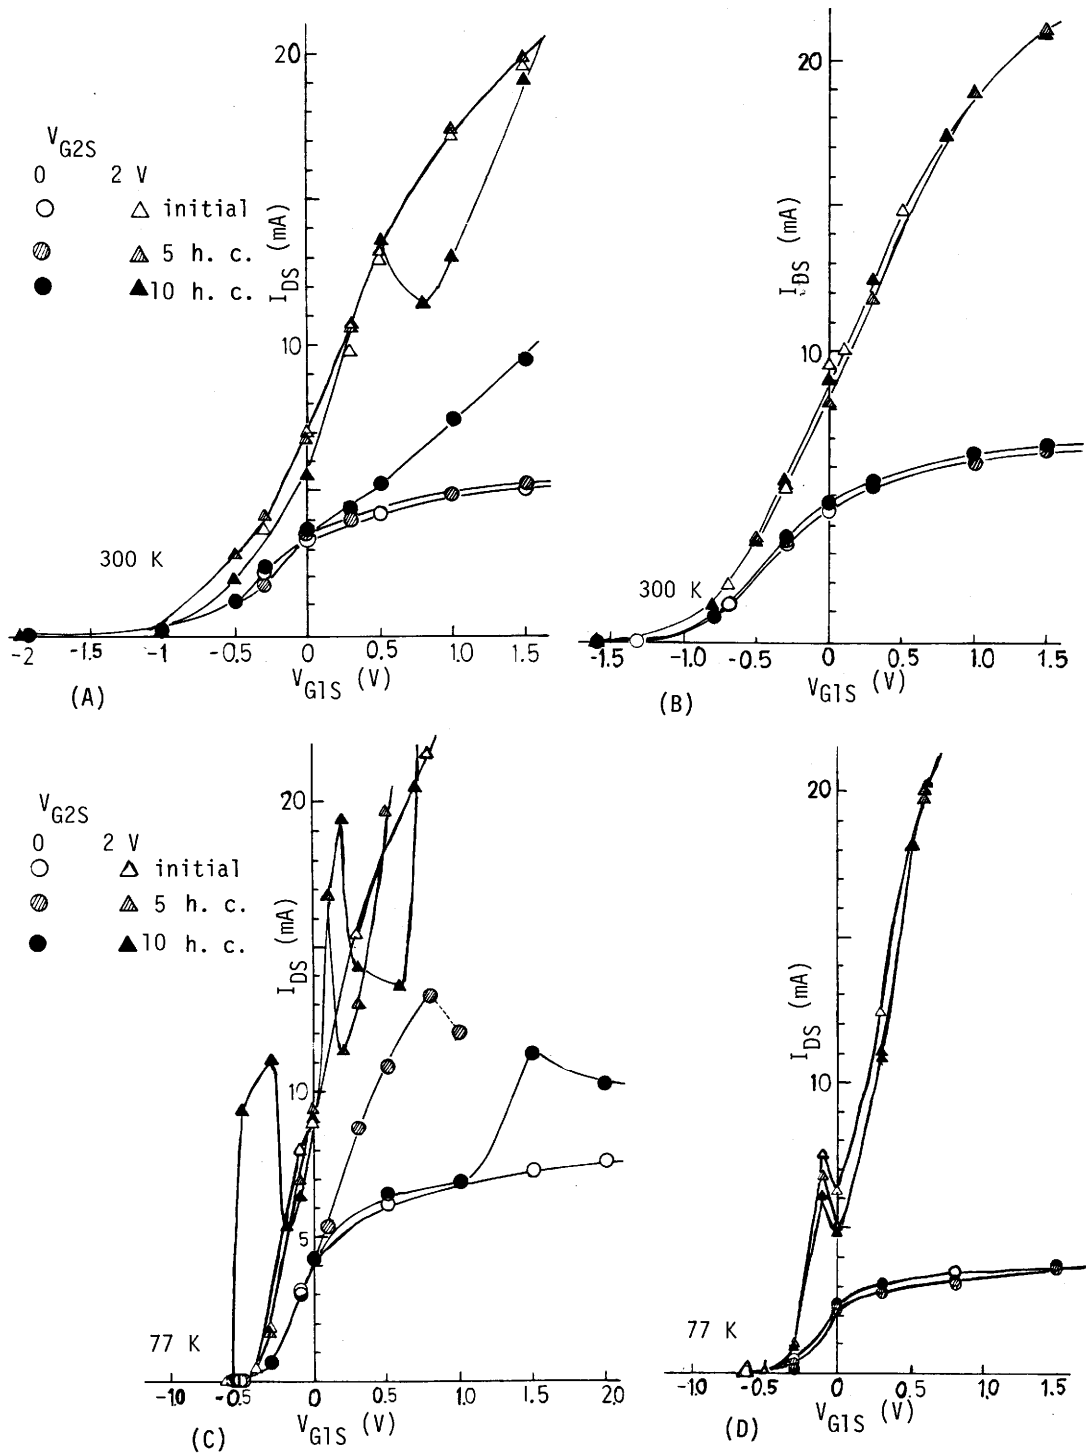 V G2S
0 2 V
initial
5 h. c.
10 h. c.
20
10
I DS (mA)
300 K
-2 -1.5 -1 -0.5 0 0.5 1.0 1.5
V G1S (V)
(A)
20
10
I DS (mA)
300 K
-1.5 -1.0 -0.5 0 0.5 1.0 1.5
V G1S (V)
(B)
V G2S
0 2 V
initial
5 h. c.
10 h. c.
20
10
5
I DS (mA)
77 K
-1.0 -0.5 0 0.5 1.0 1.5 2.0
V G1S (V)
(C)
20
10
I DS (mA)
77 K
-1.0 -0.5 0 0.5 1.0 1.5
V G1S (V)
(D)